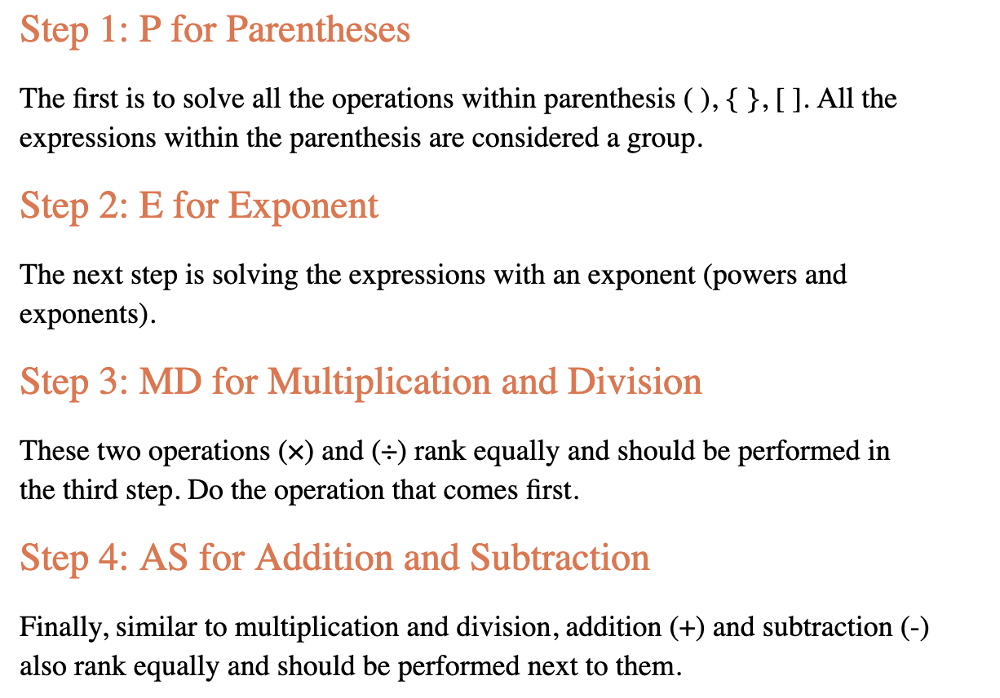 Step 1: P for Parentheses
The first is to solve all the operations within parenthesis ( ), { }, [ ]. All the
expressions within the parenthesis are considered a group.
Step 2: E for Exponent
The next step is solving the expressions with an exponent (powers and
exponents).
Step 3: MD for Multiplication and Division
These two operations (×) and (÷) rank equally and should be performed in
the third step. Do the operation that comes first.
Step 4: AS for Addition and Subtraction
Finally, similar to multiplication and division, addition (+) and subtraction (-)
also rank equally and should be performed next to them.